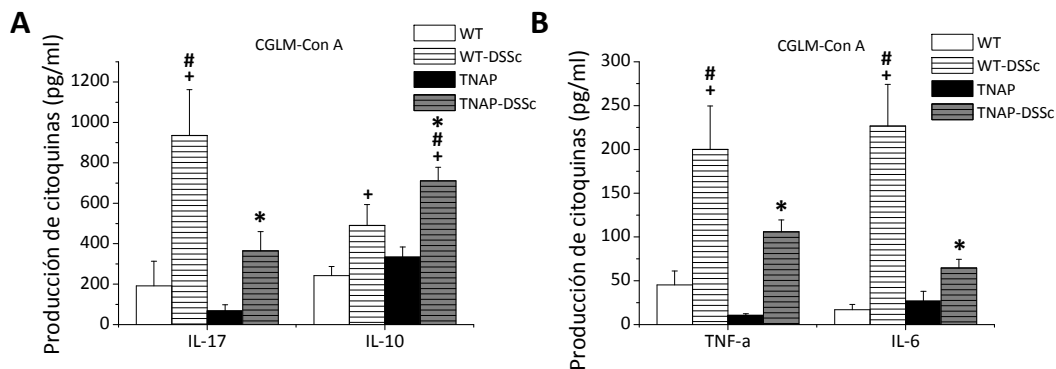 A
CGLM-Con A
WT
WT-DSSc
TNAP
TNAP-DSSc
Producción de citoquinas (pg/ml)
1200
1000
800
600
400
200
0
#
+
*
+
*
#
+
IL-17
IL-10
B
CGLM-Con A
WT
WT-DSSc
TNAP
TNAP-DSSc
Producción de citoquinas (pg/ml)
300
250
200
150
100
50
0
#
+
*
#
+
*
TNF-a
IL-6